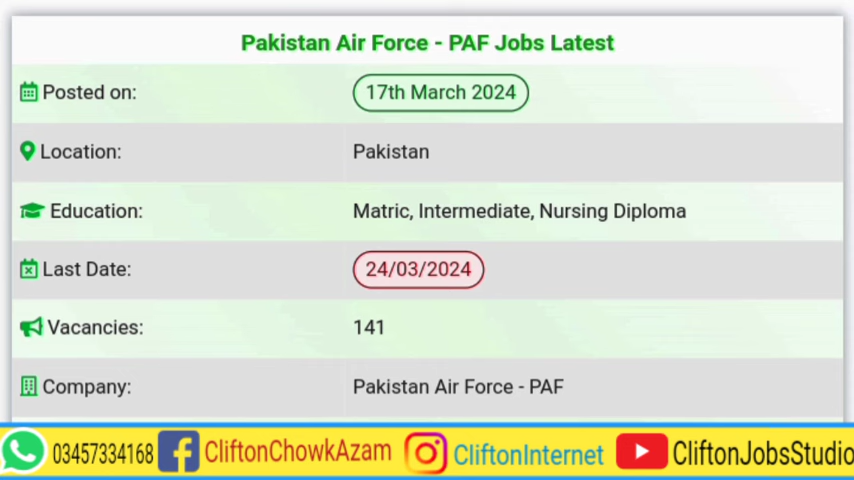 Pakistan Air Force - PAF Jobs Latest
Posted on: 17th March 2024
Location: Pakistan
Education: Matric, Intermediate, Nursing Diploma
Last Date: 24/03/2024
Vacancies: 141
Company: Pakistan Air Force - PAF
03457334168 CliftonChowkAzam CliftonInternet CliftonJobsStudio